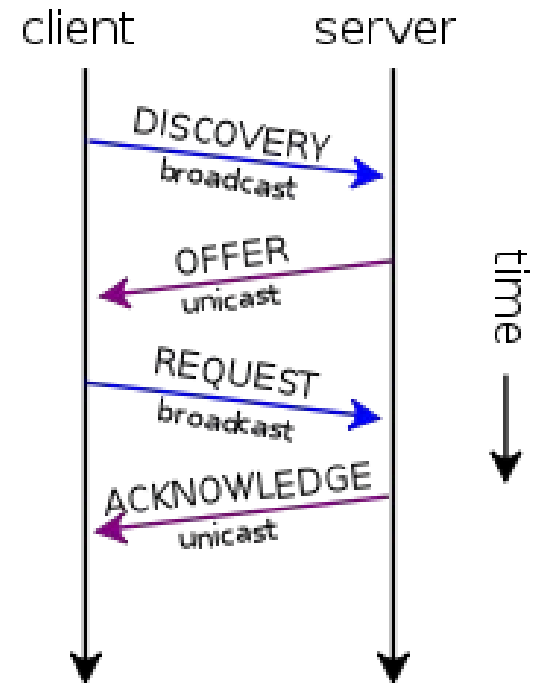 client
server
DISCOVERY
broadcast
OFFER
unicast
time
REQUEST
broadcast
ACKNOWLEDGE
unicast